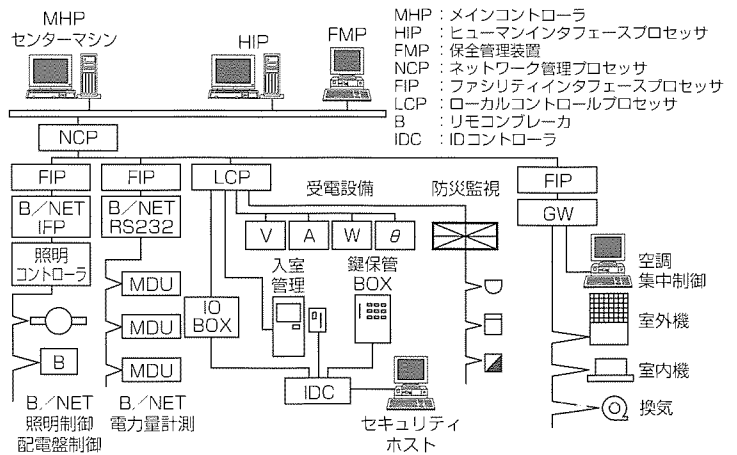 MHP
センターマシン
HIP
FMP
MHP：メインコントローラ
HIP：ヒューマンインタフェースプロセッサ
FMP：保全管理装置
NCP：ネットワーク管理プロセッサ
FIP：ファシリティインタフェースプロセッサ
LCP：ローカルコントロールプロセッサ
B：リモコンブレーカ
IDC：IDコントローラ
NCP
FIP
FIP
LCP
受電設備
防災監視
FIP
B／NET
IFP
B／NET
RS232
GW
V
A
W
θ
照明
コントローラ
MDU
MDU
MDU
IO
BOX
入室
管理
鍵保管
BOX
空調
集中制御
室外機
B
IDC
室内機
換気
B／NET
照明制御
配電盤制御
B／NET
電力量計測
セキュリティ
ホスト